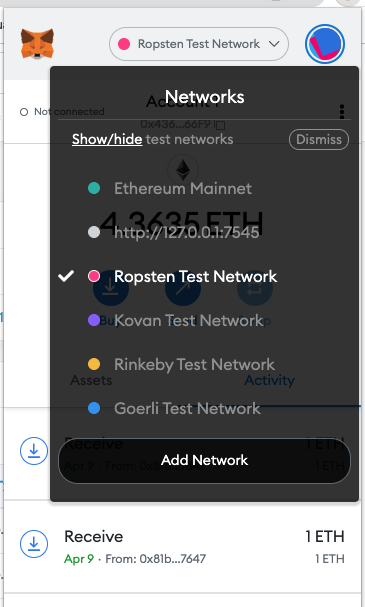 Ropsten Test Network
Networks
Not connected
Account 1
0x436...66F9
Show/hide test networks
Dismiss
Ethereum Mainnet
4.3635 ETH
http://127.0.0.1:7545
Ropsten Test Network
Buy
Kovan Test Network
Rinkeby Test Network
Assets
Activity
Goerli Test Network
Receive
1 ETH
Apr 9 · From: 0x81b...7647
1 ETH
Add Network
Receive
1 ETH
Apr 9 · From: 0x81b...7647
1 ETH